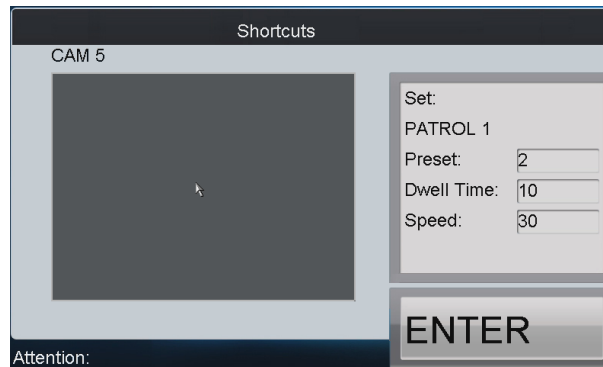 Shortcuts
CAM 5
Set:
PATROL 1
Preset: 2
Dwell Time: 10
Speed: 30
ENTER
Attention: